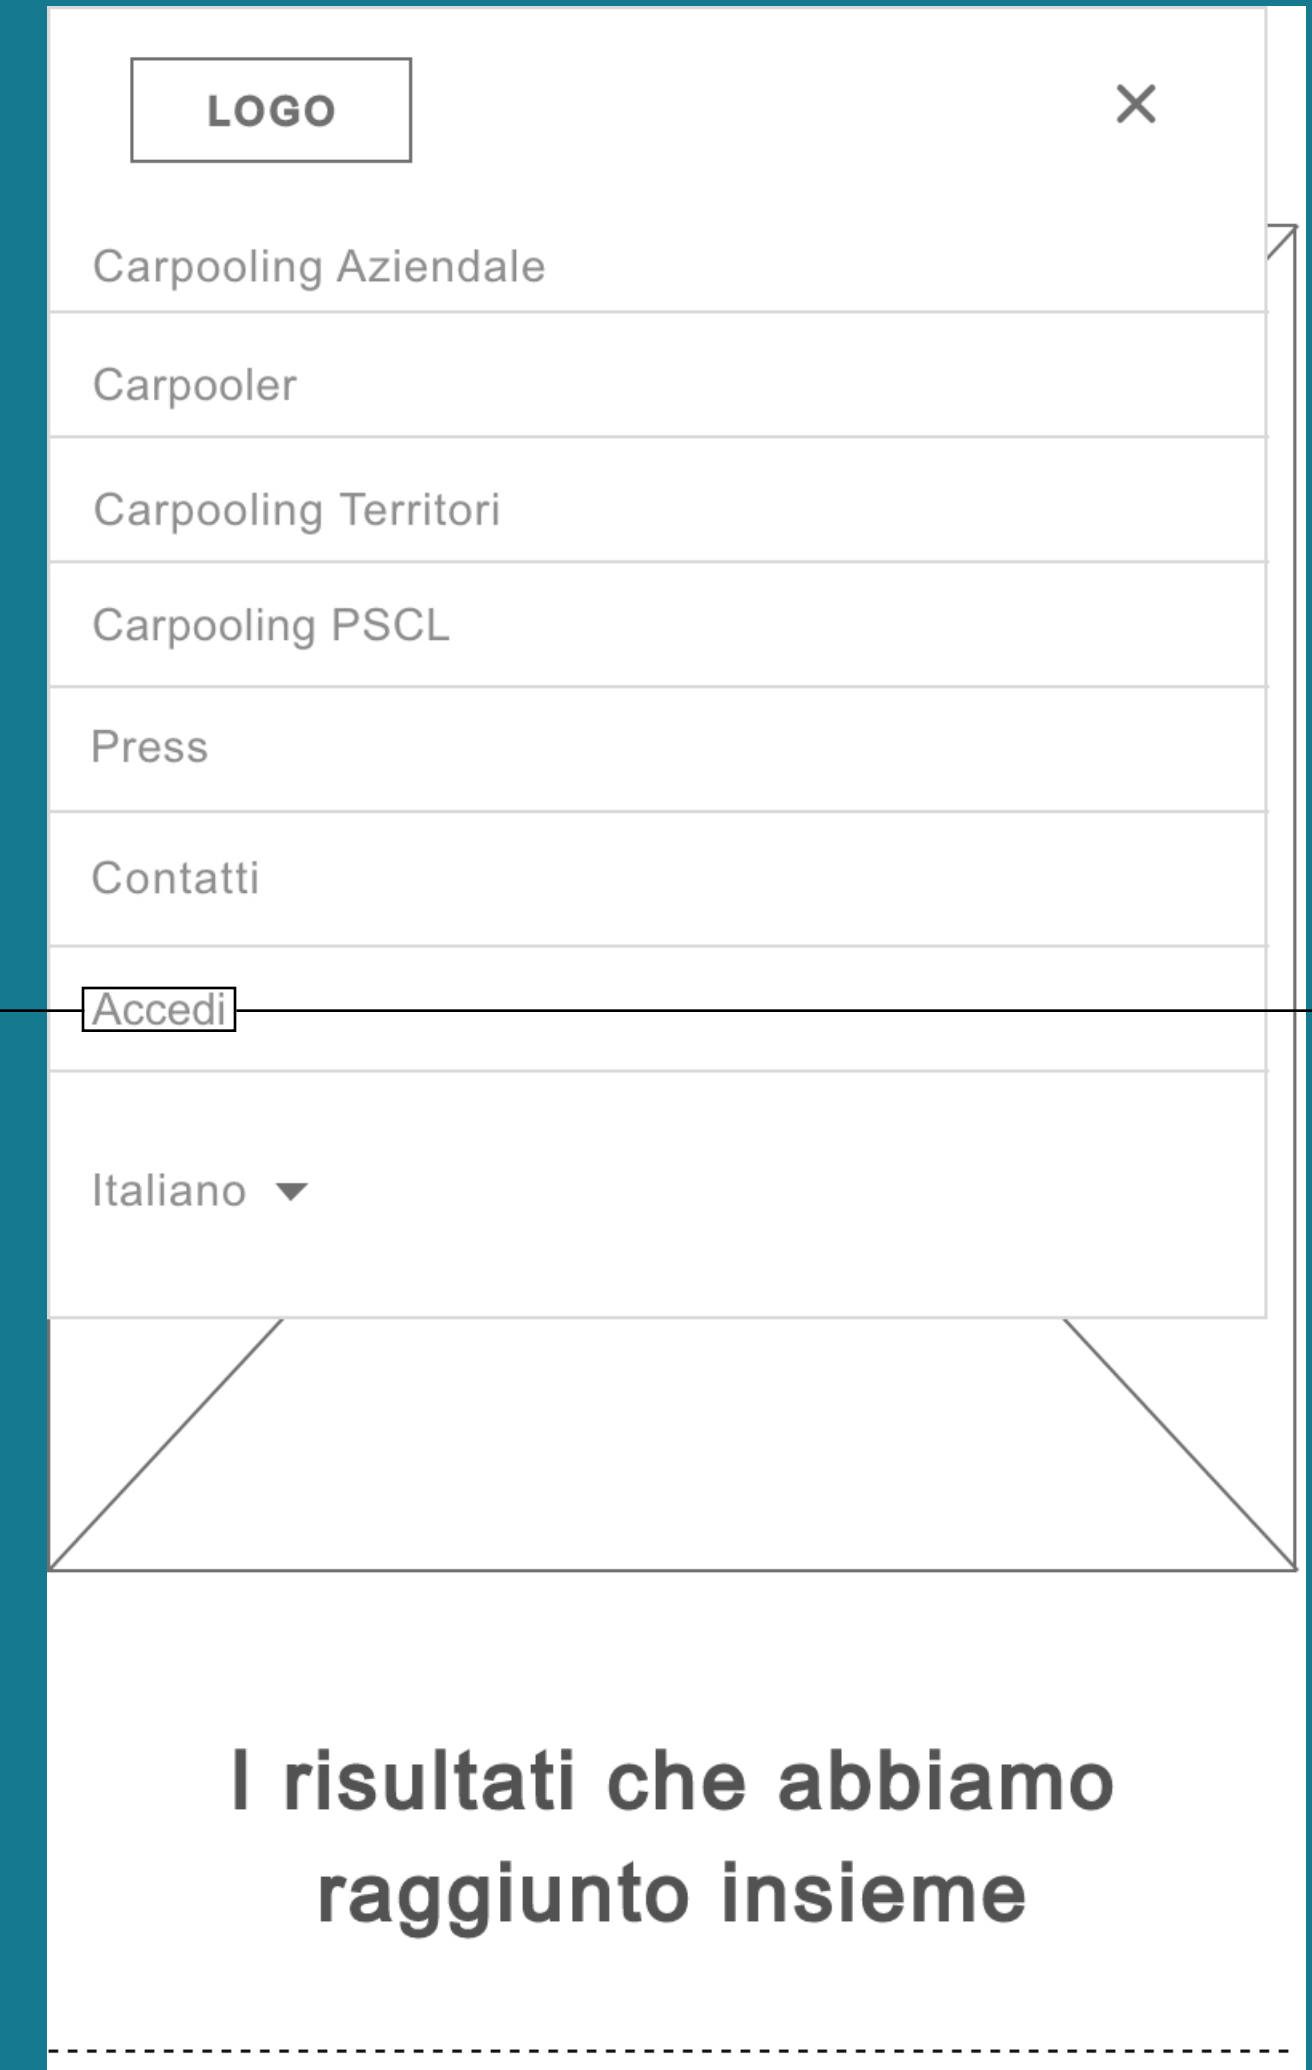 LOGO
Carpooling Aziendale
Carpooler
Carpooling Territori
Carpooling PSCL
Press
Contatti
Accedi
Italiano
I risultati che abbiamo
raggiunto insieme